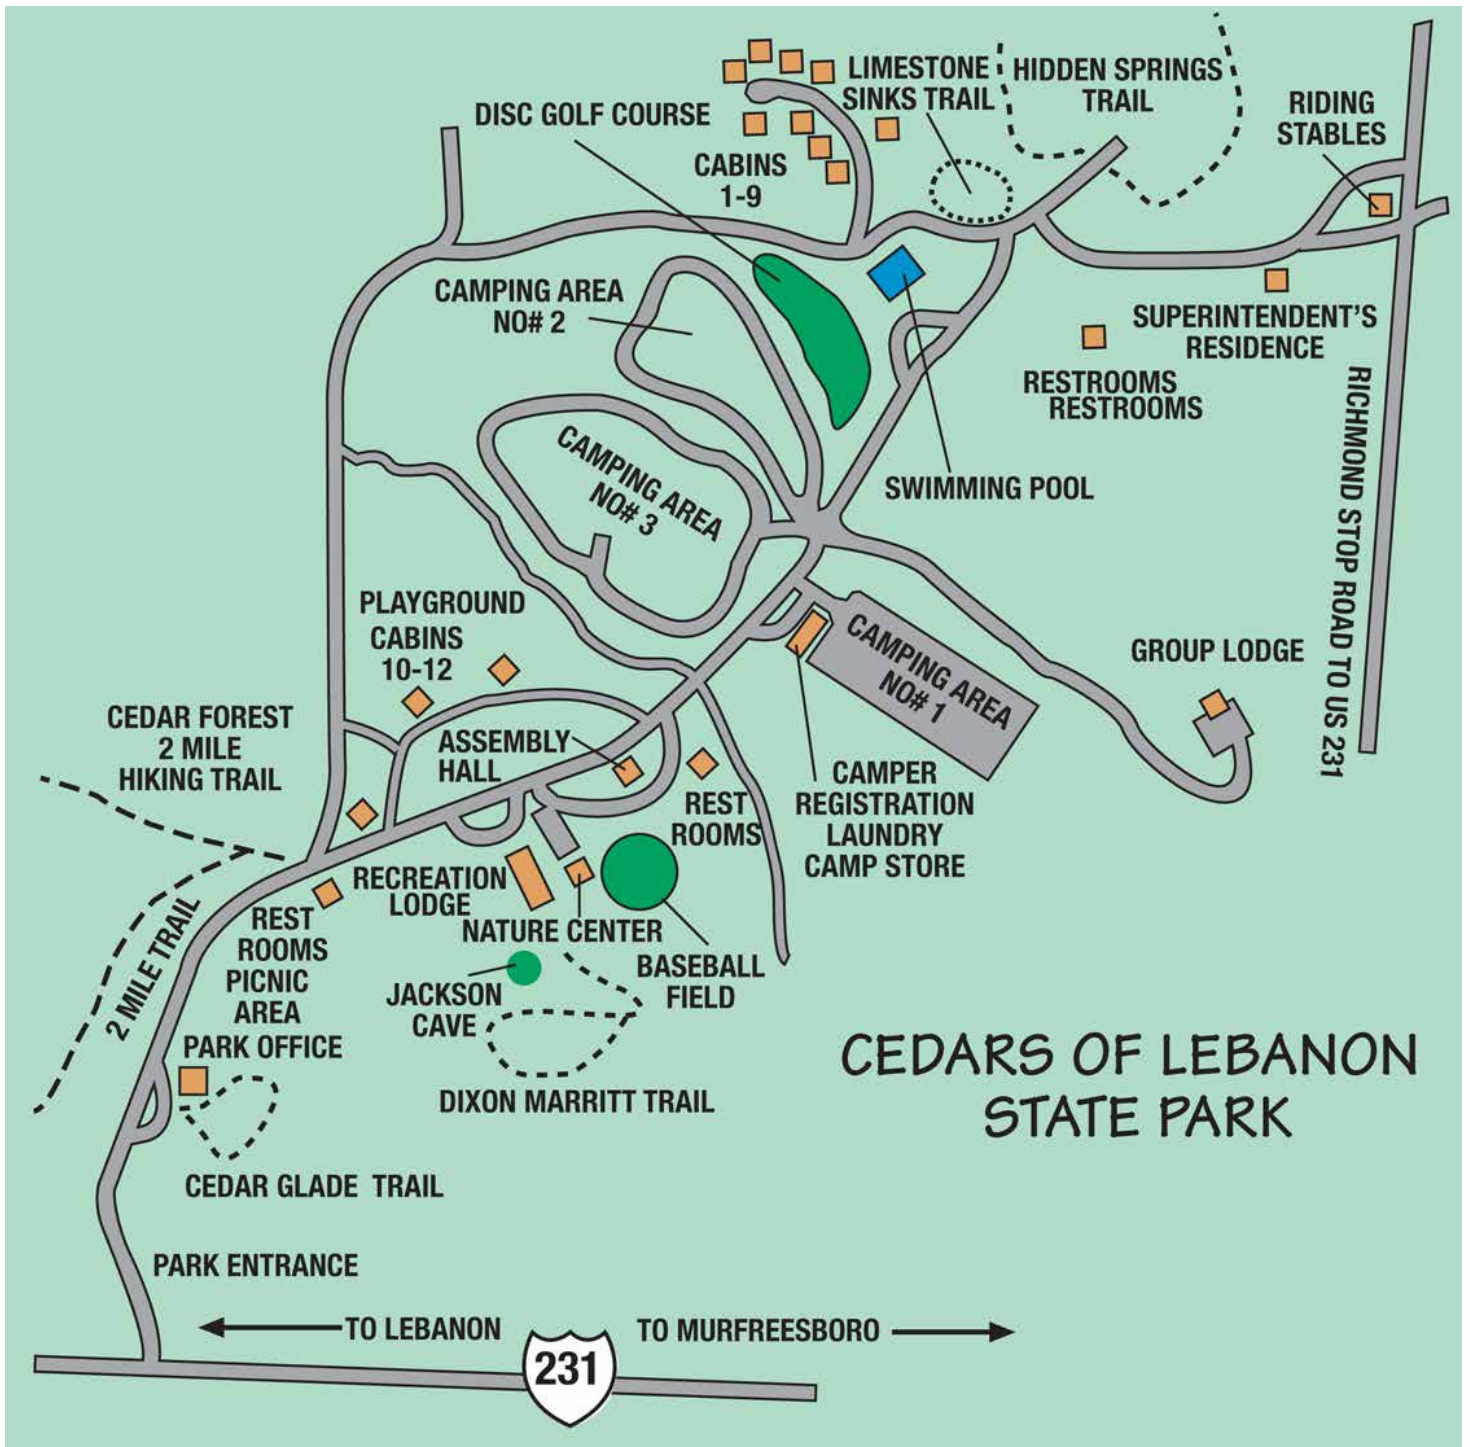 LIMESTONE
SINKS TRAIL
HIDDEN SPRINGS
TRAIL
RIDING
STABLES
DISC GOLF COURSE
CABINS
1-9
CAMPING AREA
NO# 2
SUPERINTENDENT'S
RESIDENCE
RESTROOMS
RESTROOMS
RICHMOND STOP ROAD TO US 231
CAMPING AREA
NO# 3
SWIMMING POOL
PLAYGROUND
CABINS
10-12
CAMPING AREA
NO# 1
GROUP LODGE
CEDAR FOREST
2 MILE
HIKING TRAIL
ASSEMBLY
HALL
REST
ROOMS
CAMPER
REGISTRATION
LAUNDRY
CAMP STORE
RECREATION
LODGE
NATURE CENTER
BASEBALL
FIELD
2 MILE TRAIL
REST
ROOMS
PICNIC
AREA
PARK OFFICE
JACKSON
CAVE
DIXON MARRITT TRAIL
CEDARS OF LEBANON
STATE PARK
CEDAR GLADE TRAIL
PARK ENTRANCE
TO LEBANON
TO MURFREESBORO
231